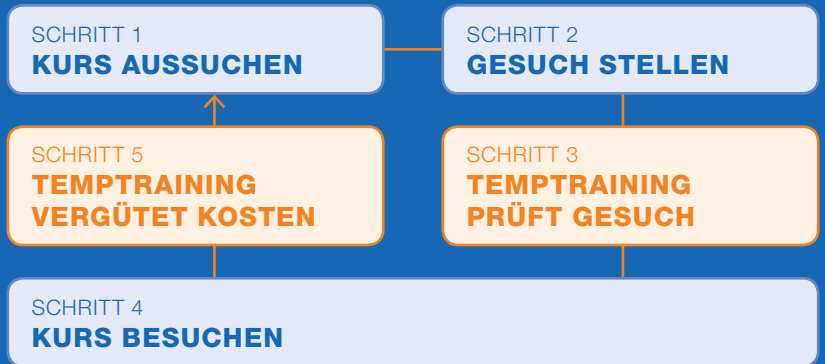 SCHRITT 1
KURS AUSSUCHEN
SCHRITT 2
GESUCH STELLEN
SCHRITT 3
TEMPTRAINING
PRÜFT GESUCH
SCHRITT 4
KURS BESUCHEN
SCHRITT 5
TEMPTRAINING
VERGÜTET KOSTEN